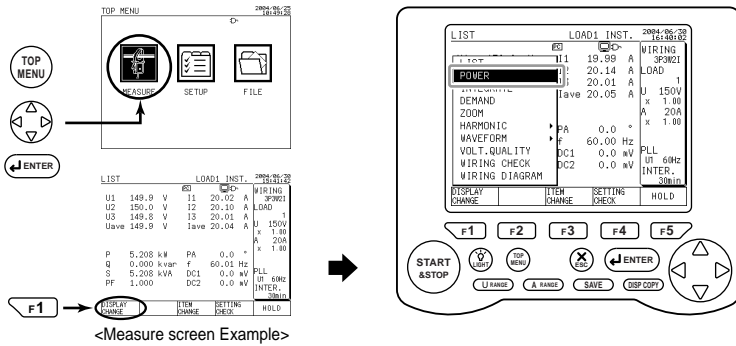 TOP MENU
2004/06/25
10:49:28
TOP
MENU
MEASURE SETUP FILE
ENTER
LIST LOAD1 INST. 2004/06/30
15:41:42
PC
WIRING
3P3W2I
LOAD
1
U 150V
x 1.00
A 20A
x 1.00
PLL
U1 60Hz
INTER.
30min
U1 149.9 V I1 20.02 A
U2 150.0 V I2 20.10 A
U3 149.8 V I3 20.01 A
Uave 149.9 V Iave 20.04 A
P 5.208 kW PA 0.0 °
Q 0.000 kvar f 60.01 Hz
S 5.208 kVA DC1 0.0 mV
PF 1.000 DC2 0.0 mV
DISPLAY CHANGE ITEM CHANGE SETTING CHECK HOLD
F1
<Measure screen Example>
LIST LOAD1 INST. 2004/06/30
16:40:02
PC
WIRING
3P3W2I
LOAD
1
U 150V
x 1.00
A 20A
x 1.00
PLL
U1 60Hz
INTER.
30min
LIST
POWER
INTEGRATE
DEMAND
ZOOM
HARMONIC
WAVEFORM
VOLT.QUALITY
WIRING CHECK
WIRING DIAGRAM
I1 19.99 A
20.14 A
20.01 A
Iave 20.05 A
PA 0.0 °
f 60.00 Hz
DC1 0.0 mV
DC2 0.0 mV
DISPLAY CHANGE ITEM CHANGE SETTING CHECK HOLD
F1 F2 F3 F4 F5
START
&STOP
LIGHT
TOP
MENU
ESC
ENTER
U RANGE A RANGE SAVE DISP COPY